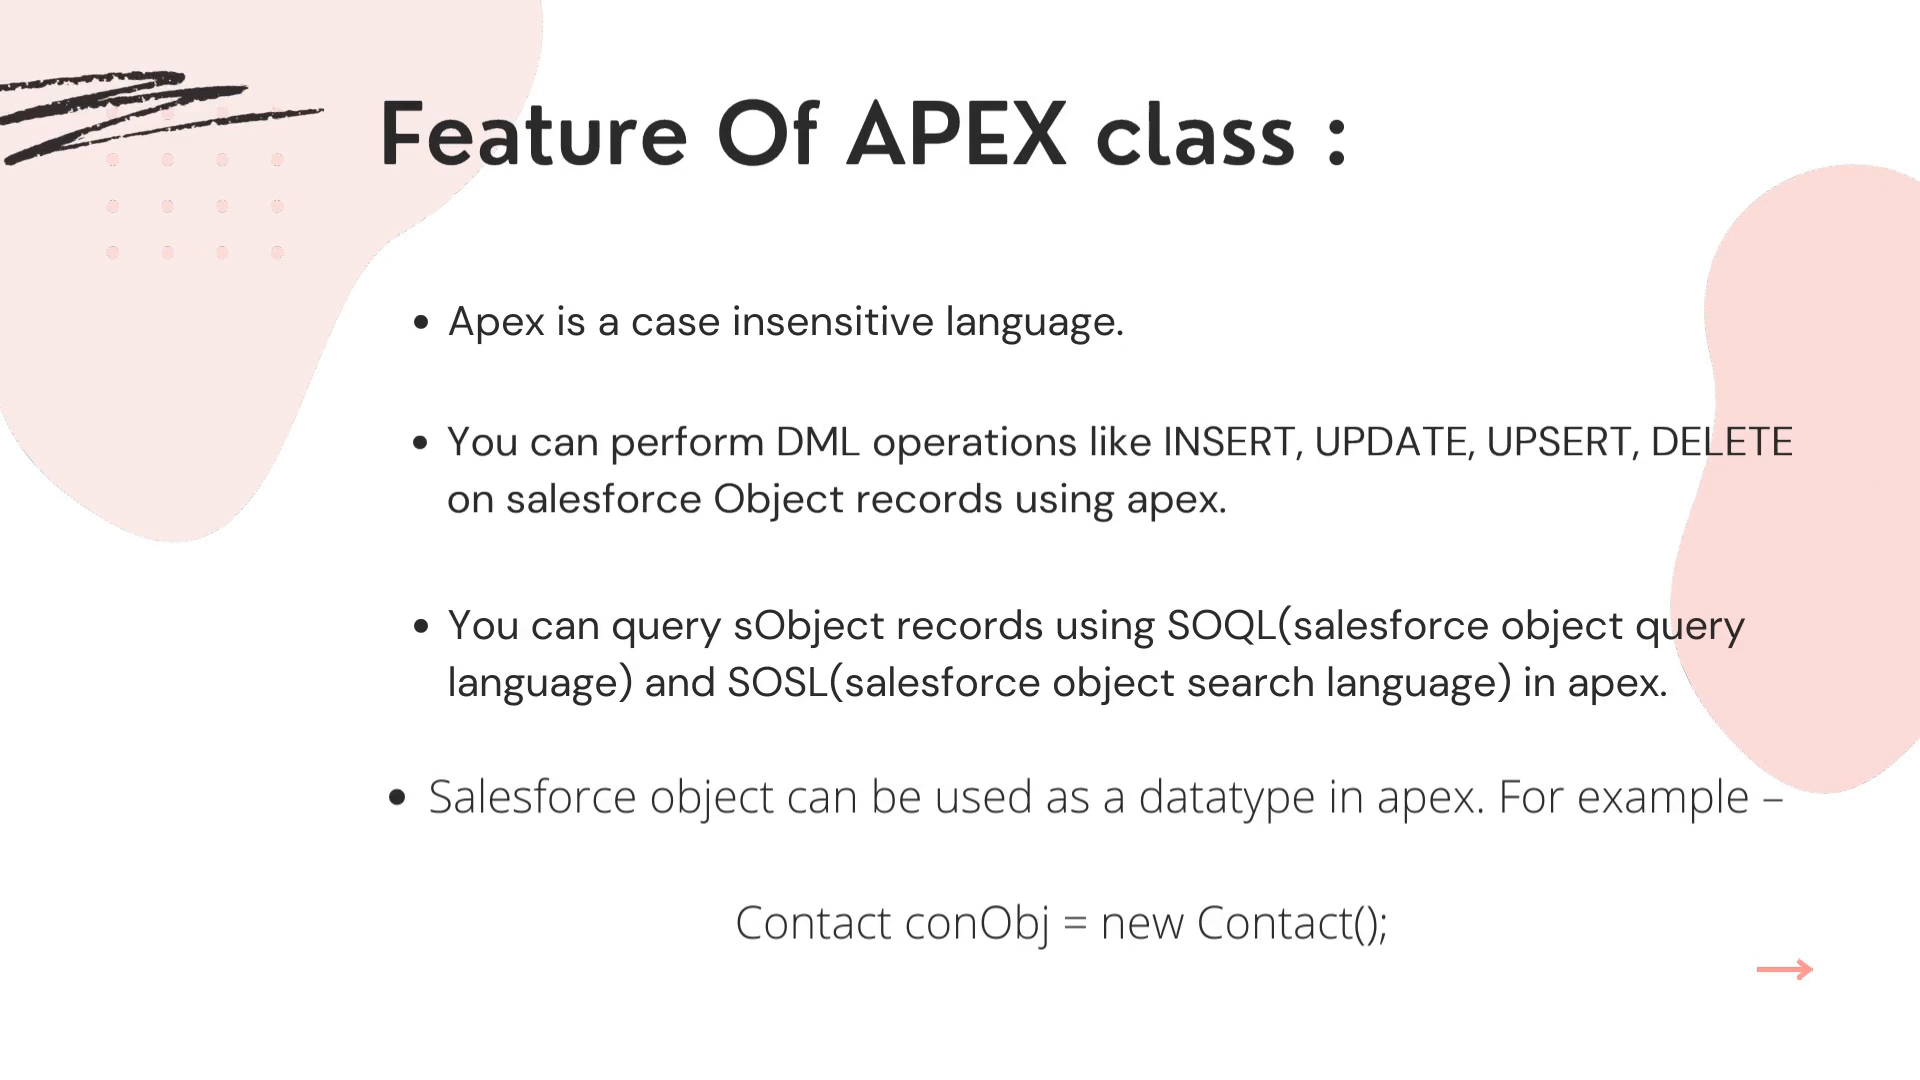 Feature Of APEX class :
• Apex is a case insensitive language.
• You can perform DML operations like INSERT, UPDATE, UPSERT, DELETE
on salesforce Object records using apex.
• You can query sObject records using SOQL(salesforce object query
language) and SOSL(salesforce object search language) in apex.
• Salesforce object can be used as a datatype in apex. For example –
Contact conObj = new Contact();